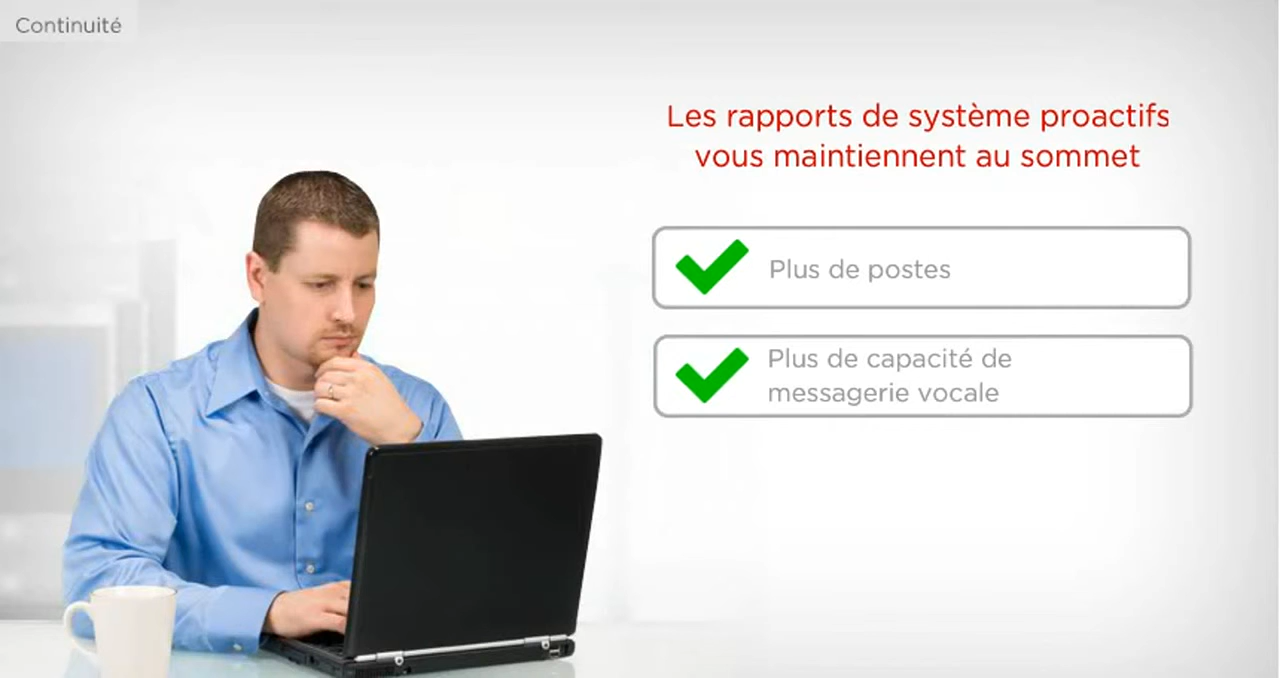 Continuité
Les rapports de système proactifs
vous maintiennent au sommet
Plus de postes
Plus de capacité de
messagerie vocale